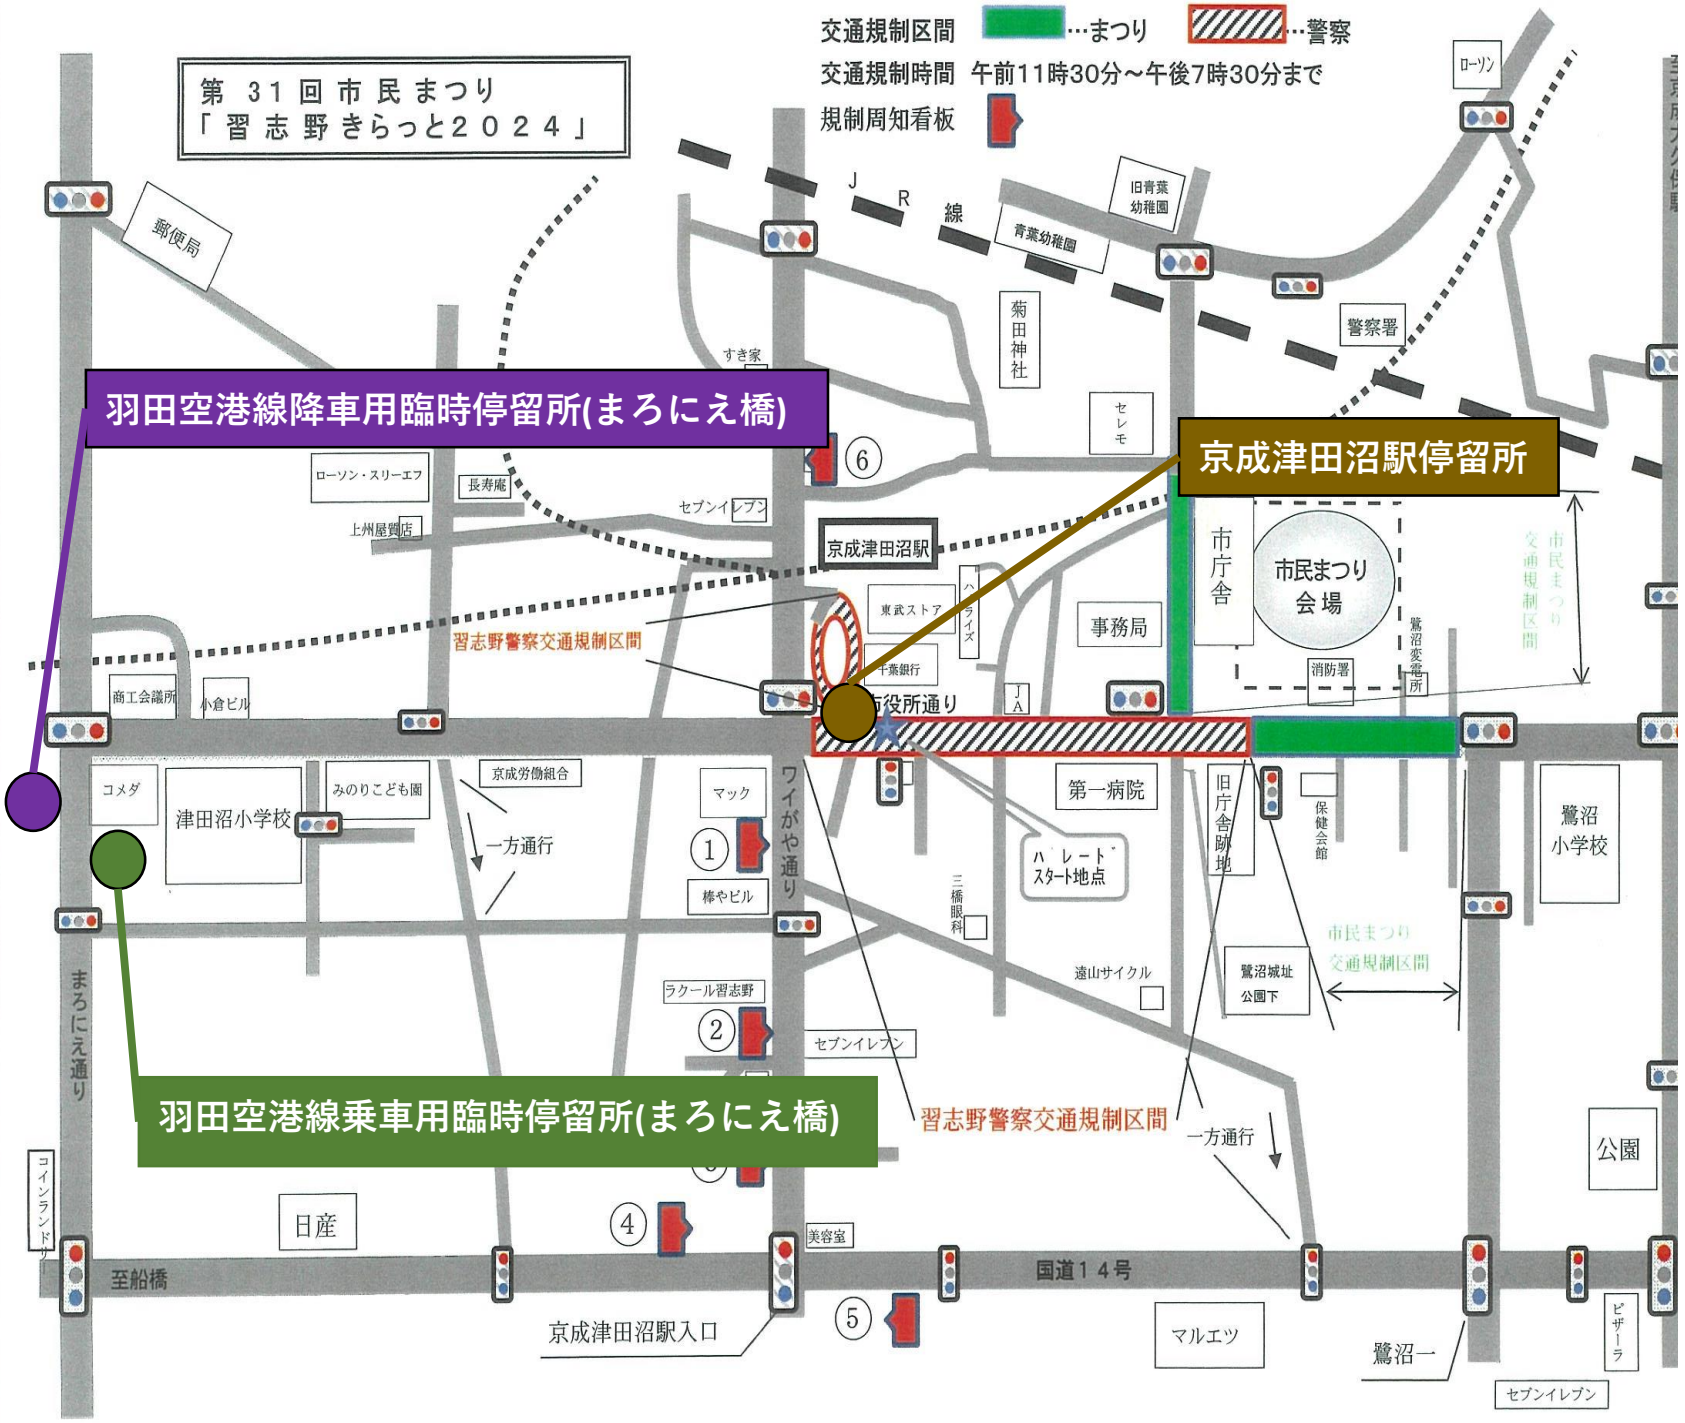 交通規制区間
…まつり
…警察
交通規制時間 午前11時30分～午後7時30分まで
規制周知看板
第 31 回 市 民 まつり
「 習 志 野 きらっと2024 」
ローソン
郵便局
J R 線
旧青葉
幼稚園
青葉幼稚園
菊田神社
警察署
すき家
セレモ
羽田空港線降車用臨時停留所(まろにえ橋)
京成津田沼駅停留所
ローソン・スリーエフ
長寿庵
⑥
セブンイレブン
上州屋質店
京成津田沼駅
市庁舎
市民まつり
会場
市民まつり
交通規制区間
東武ストア
ハ
ライズ
事務局
習志野警察交通規制区間
千葉銀行
消防署
鷺沼変電所
商工会議所
小倉ビル
JA
市役所通り
コメダ
津田沼小学校
みのりこども園
京成労働組合
マック
ワイがや通り
第一病院
旧庁舎跡地
保健会館
鷺沼
小学校
一方通行
①
パレード
スタート地点
棒やビル
三橋眼科
市民まつり
交通規制区間
まろにえ通り
ラクール習志野
遠山サイクル
鷺沼城址
公園下
②
セブンイレブン
羽田空港線乗車用臨時停留所(まろにえ橋)
習志野警察交通規制区間
一方通行
公園
コインランドリー
日産
④
美容室
至船橋
国道14号
京成津田沼駅入口
⑤
マルエツ
鷺沼一
ピザーラ
セブンイレブン